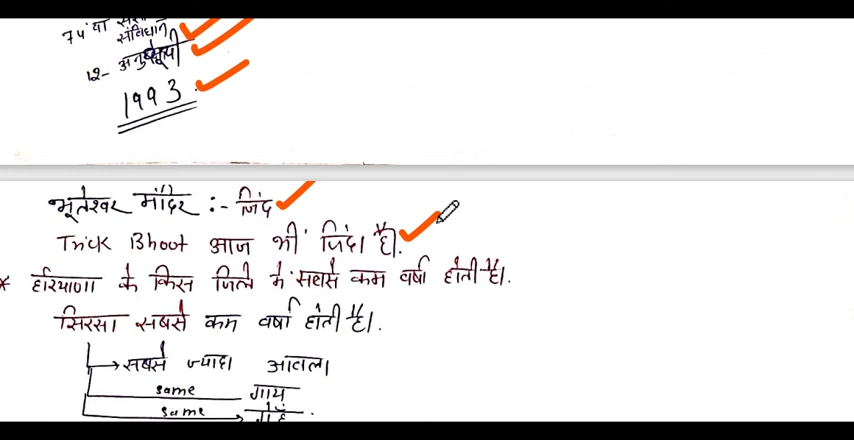 74 वा
संविधान
12- अनुसूची
1993
भूतेश्वर मंदिर :- जिंद
Trick Bhoot आज भी जिंदा है।
* हरियाणा के किस जिले में सबसे कम वर्षा होती है।
सिरसा सबसे कम वर्षा होती है।
→ सबसे ज्यादा आवला
same गाय
same → गेहूं